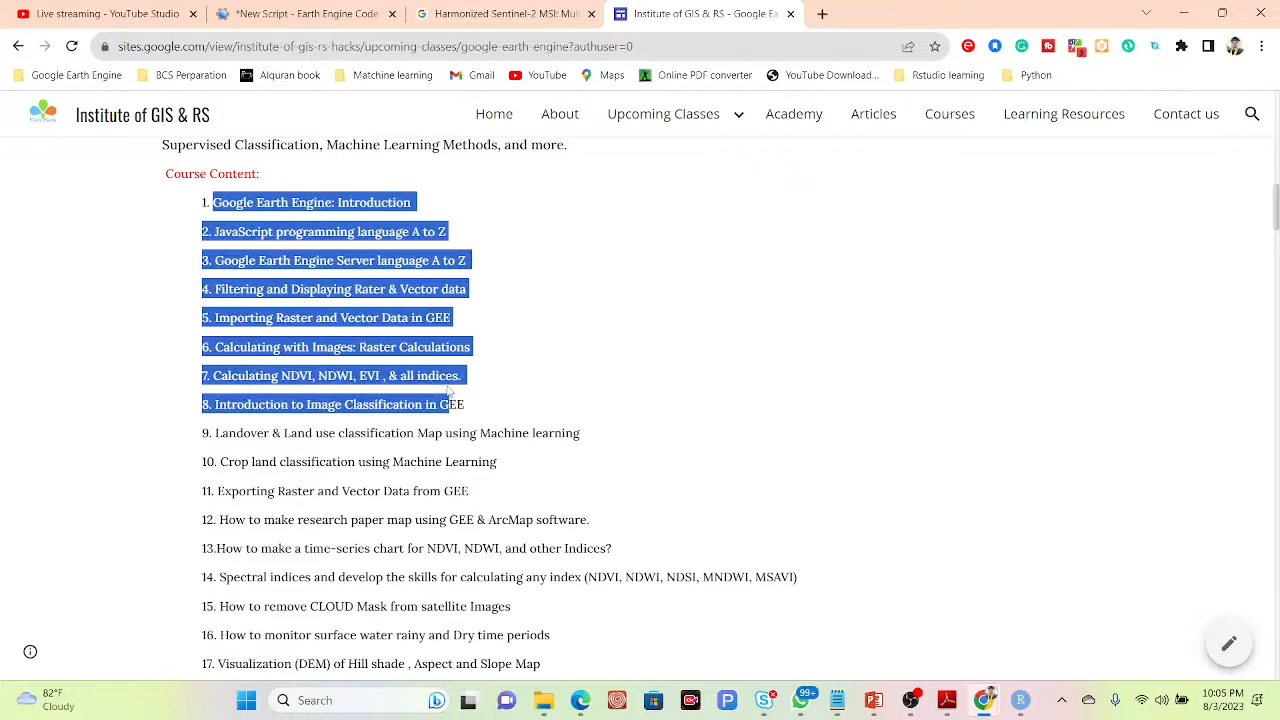 Live streaming - YouTube Studio
*New Script - Earth Engine Code
Harmonized Sentinel-2 MSI: Mul
Institute of GIS & RS - Google Ea
sites.google.com/view/institute-of-gis-rs-heiks/e-learning-classes/google-earth-engine?authuser=0
3
Google Earth Engine
BCS Perparation
Alquran book
Matchine learning
Gmail
YouTube
Maps
Online PDF converter
YouTube Download...
Rstudio learning
Python
Institute of GIS & RS
Home
About
Upcoming Classes
Academy
Articles
Courses
Learning Resources
Contact us
Supervised Classification, Machine Learning Methods, and more.
Course Content:
1. Google Earth Engine: Introduction
2. JavaScript programming language A to Z
3. Google Earth Engine Server language A to Z
4. Filtering and Displaying Rater & Vector data
5. Importing Raster and Vector Data in GEE
6. Calculating with Images: Raster Calculations
7. Calculating NDVI, NDWI, EVI , & all indices.
8. Introduction to Image Classification in GEE
9. Landover & Land use classification Map using Machine learning
10. Crop land classification using Machine Learning
11. Exporting Raster and Vector Data from GEE
12. How to make research paper map using GEE & ArcMap software.
13.How to make a time-series chart for NDVI, NDWI, and other Indices?
14. Spectral indices and develop the skills for calculating any index (NDVI, NDWI, NDSI, MNDWI, MSAVI)
15. How to remove CLOUD Mask from satellite Images
16. How to monitor surface water rainy and Dry time periods
17. Visualization (DEM) of Hill shade , Aspect and Slope Map
82°F
Cloudy
Search
99+
10:05 PM
8/3/2023